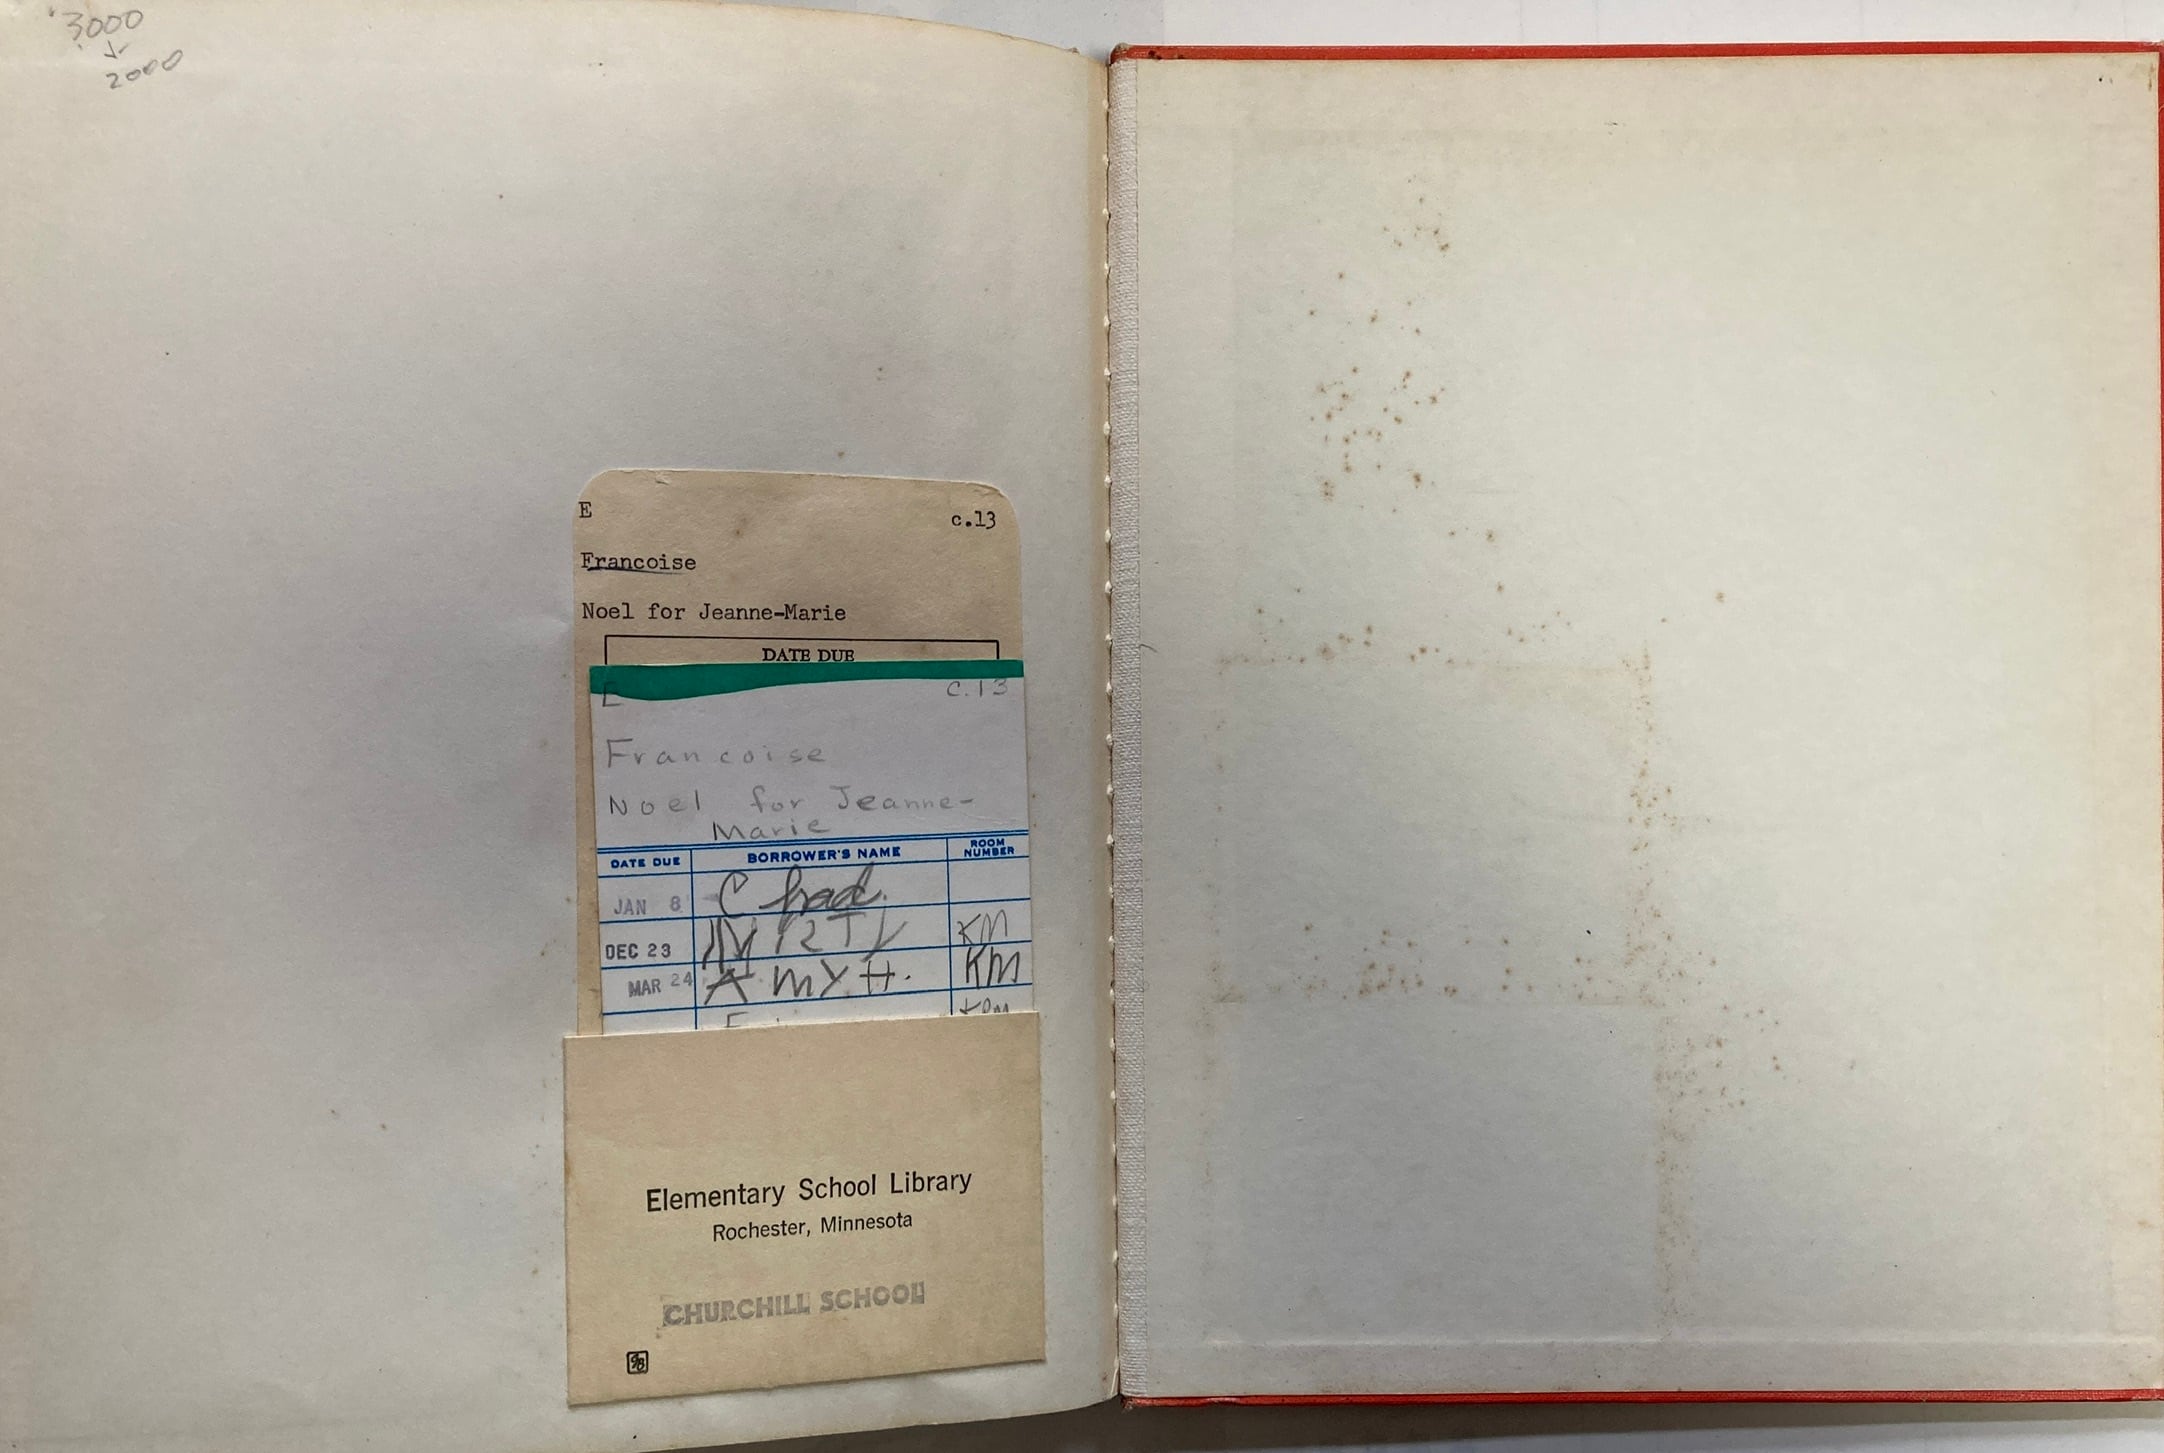 3000
↓
2000
E c.13
Francoise
Noel for Jeanne-Marie
DATE DUE
E c.13
Francoise
Noel for Jeanne-
Marie
DATE DUE BORROWER'S NAME ROOM NUMBER
JAN 8 Chad
DEC 23 KM
MAR 24 AMY H. KM
Elementary School Library
Rochester, Minnesota
CHURCHILL SCHOOL